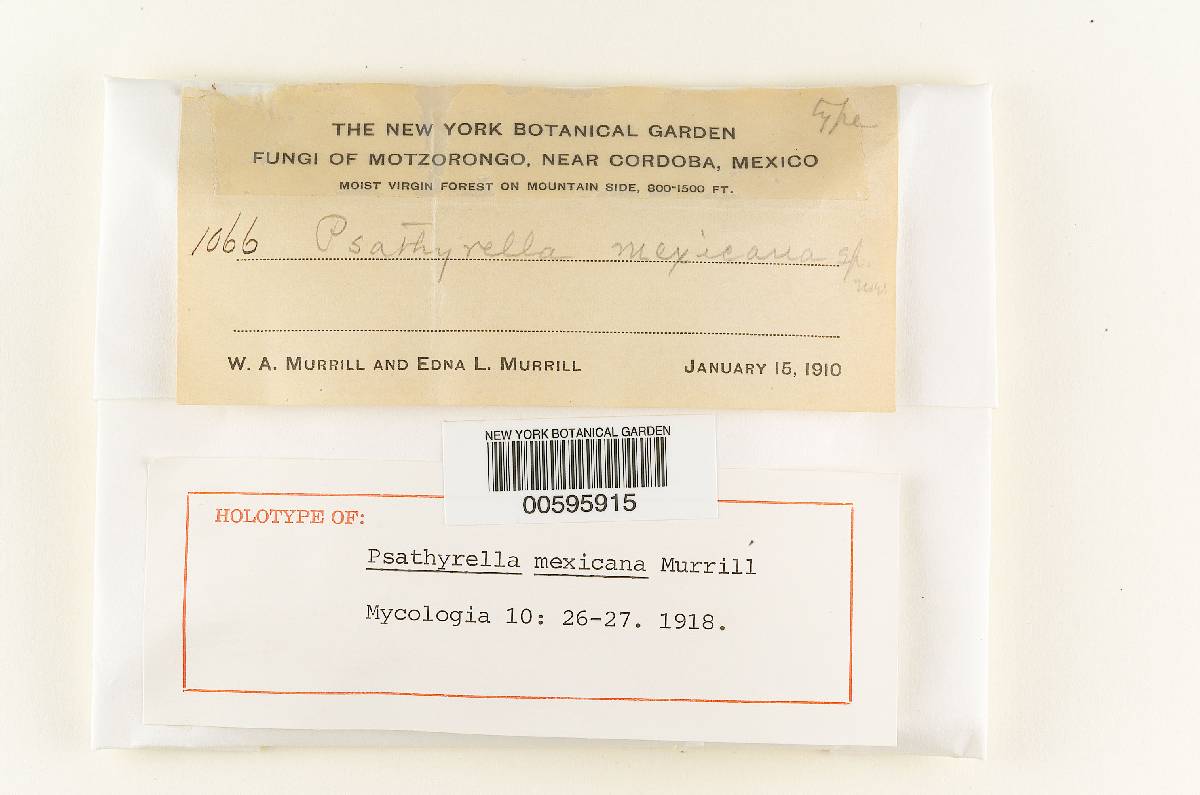 type
THE NEW YORK BOTANICAL GARDEN
FUNGI OF MOTZORONGO, NEAR CORDOBA, MEXICO
MOIST VIRGIN FOREST ON MOUNTAIN SIDE, 800-1500 FT.
1066 Psathyrella mexicana sp.
nov
W. A. MURRILL AND EDNA L. MURRILL JANUARY 15, 1910
NEW YORK BOTANICAL GARDEN
00595915
HOLOTYPE OF:
Psathyrella mexicana Murrill
Mycologia 10: 26-27. 1918.